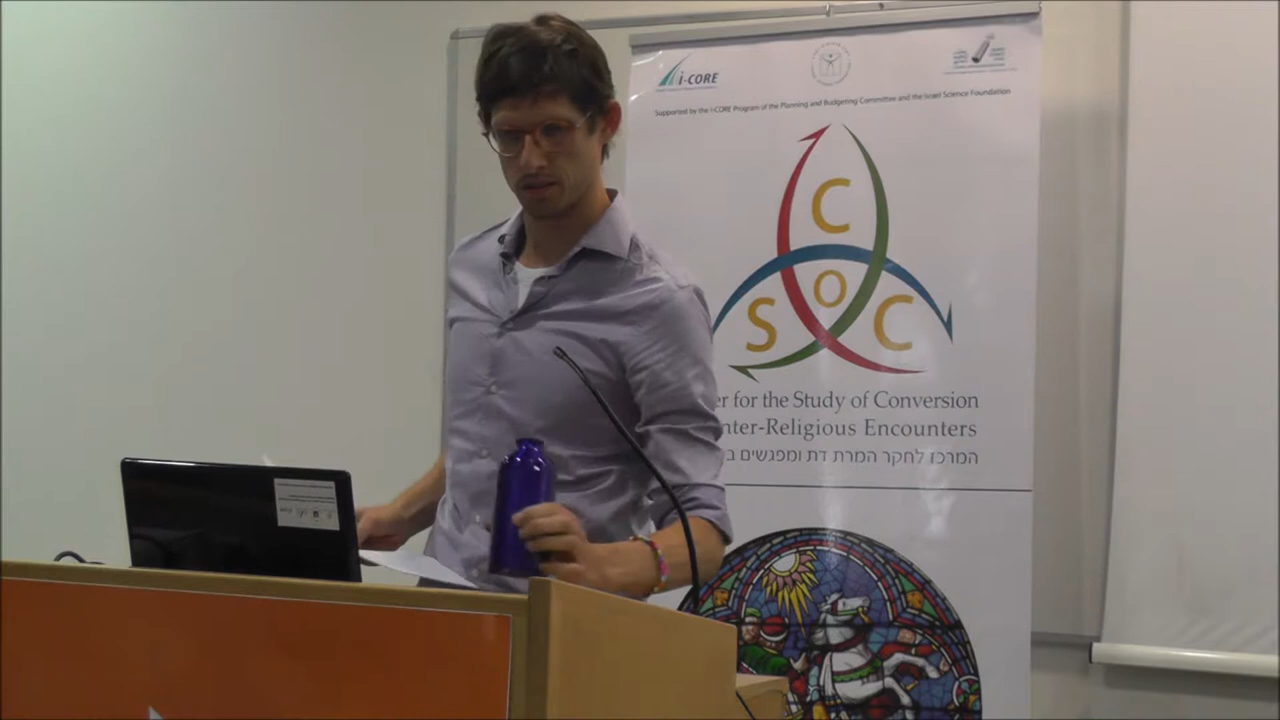 i-CORE
Supported by the I-CORE Program of the Planning and Budgeting Committee and the Israel Science Foundation
C
S O C
er for the Study of Conversion
nter-Religious Encounters
המרכז לחקר המרת דת ומפגשים ב